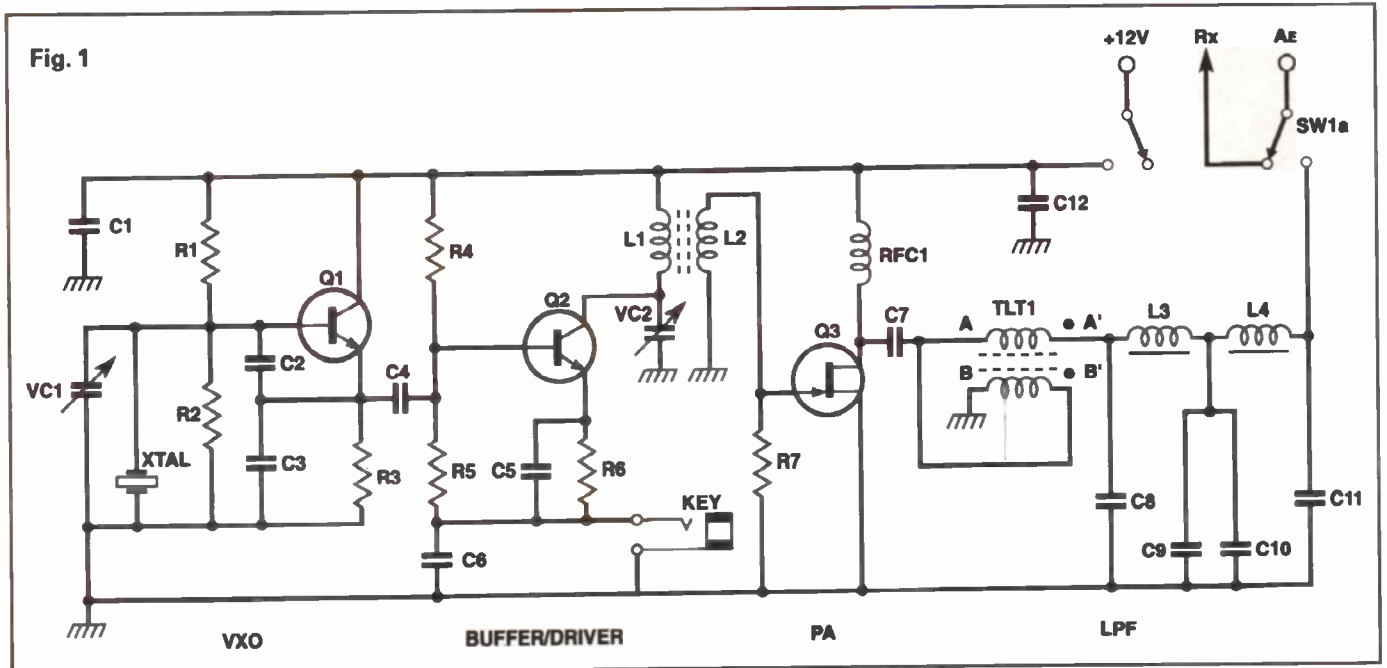 Fig. 1
+12V
Rx
AE
SW1a
C1
R1
Q1
R4
L1
L2
RFC1
C12
TLT1
L3
L4
Q2
VC2
Q3
C7
A
A'
B
B'
VC1
C2
C4
R2
C3
R3
XTAL
R5
C5
R6
KEY
R7
C8
C9
C10
C11
C6
VXO
BUFFER/DRIVER
PA
LPF